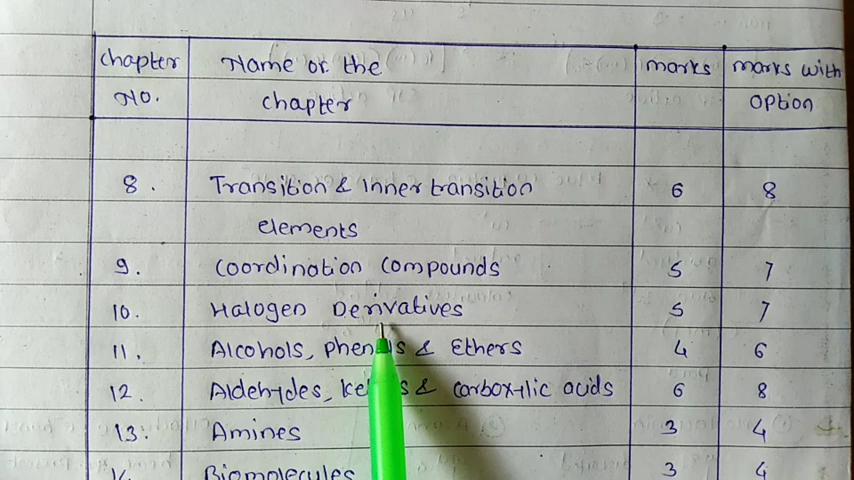 Chapter No. Name of the chapter marks marks with option
8. Transition & Inner transition elements 6 8
9. Coordination compounds 5 7
10. Halogen Derivatives 5 7
11. Alcohols, & Ethers 4 6
12. Aldehydes, & carboxylic acids 6 8
13. Amines 3 4
14. Biomolecules 3 4